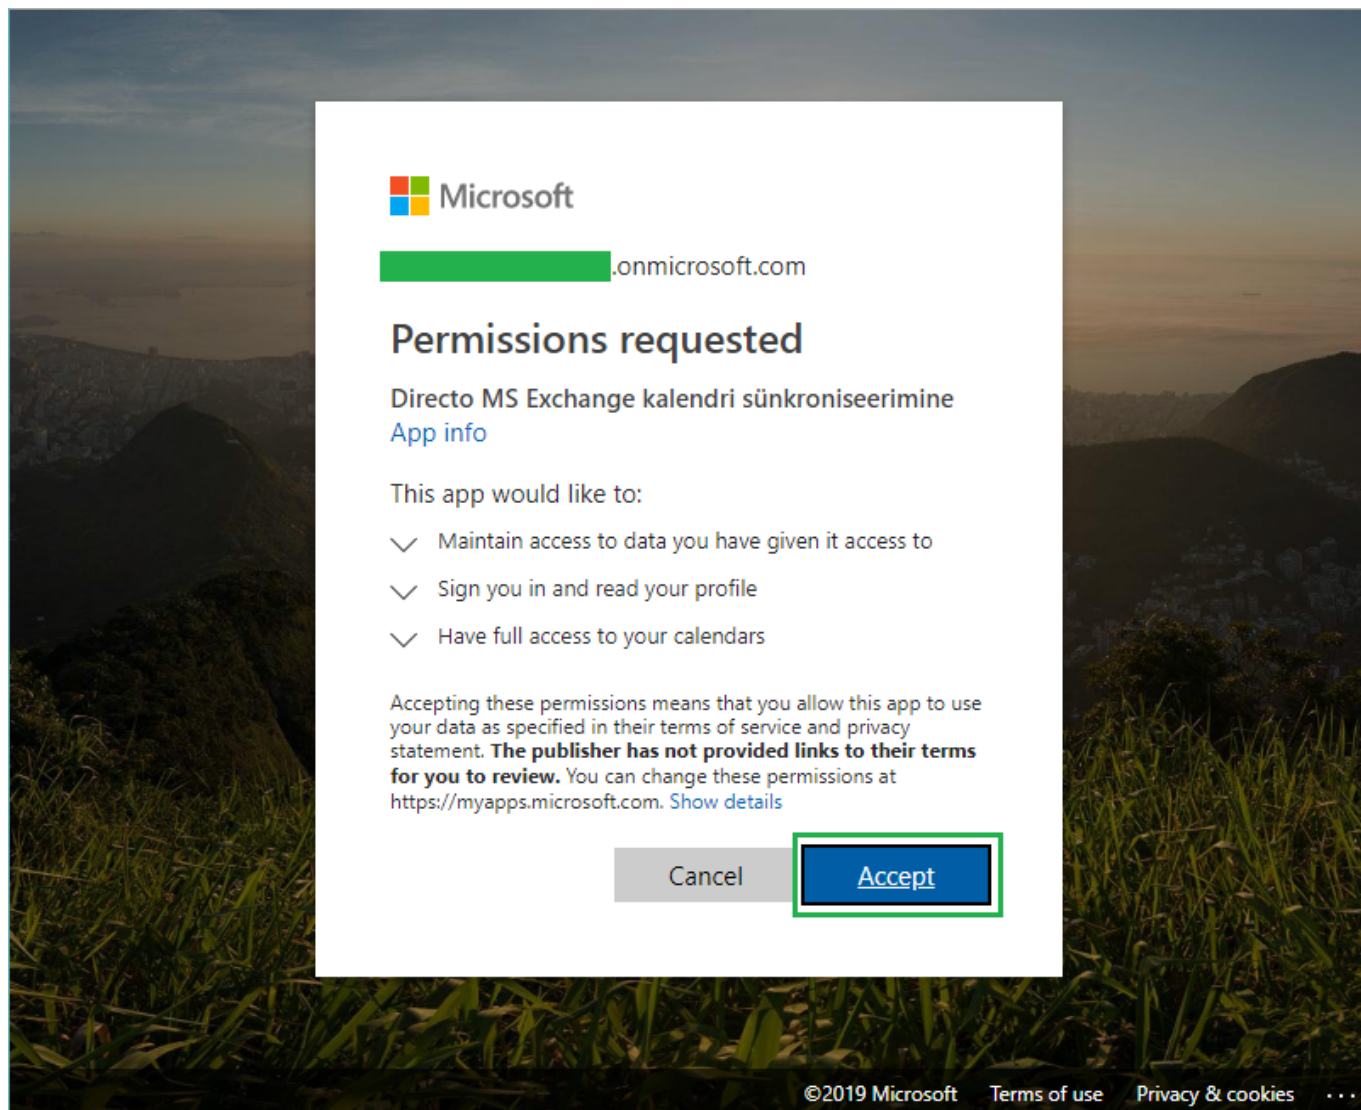 Microsoft
.onmicrosoft.com
Permissions requested
Directo MS Exchange kalendri sünkroniseerimine
App info
This app would like to:
Maintain access to data you have given it access to
Sign you in and read your profile
Have full access to your calendars
Accepting these permissions means that you allow this app to use
your data as specified in their terms of service and privacy
statement. The publisher has not provided links to their terms
for you to review. You can change these permissions at
https://myapps.microsoft.com. Show details
Cancel Accept
©2019 Microsoft Terms of use Privacy & cookies ...